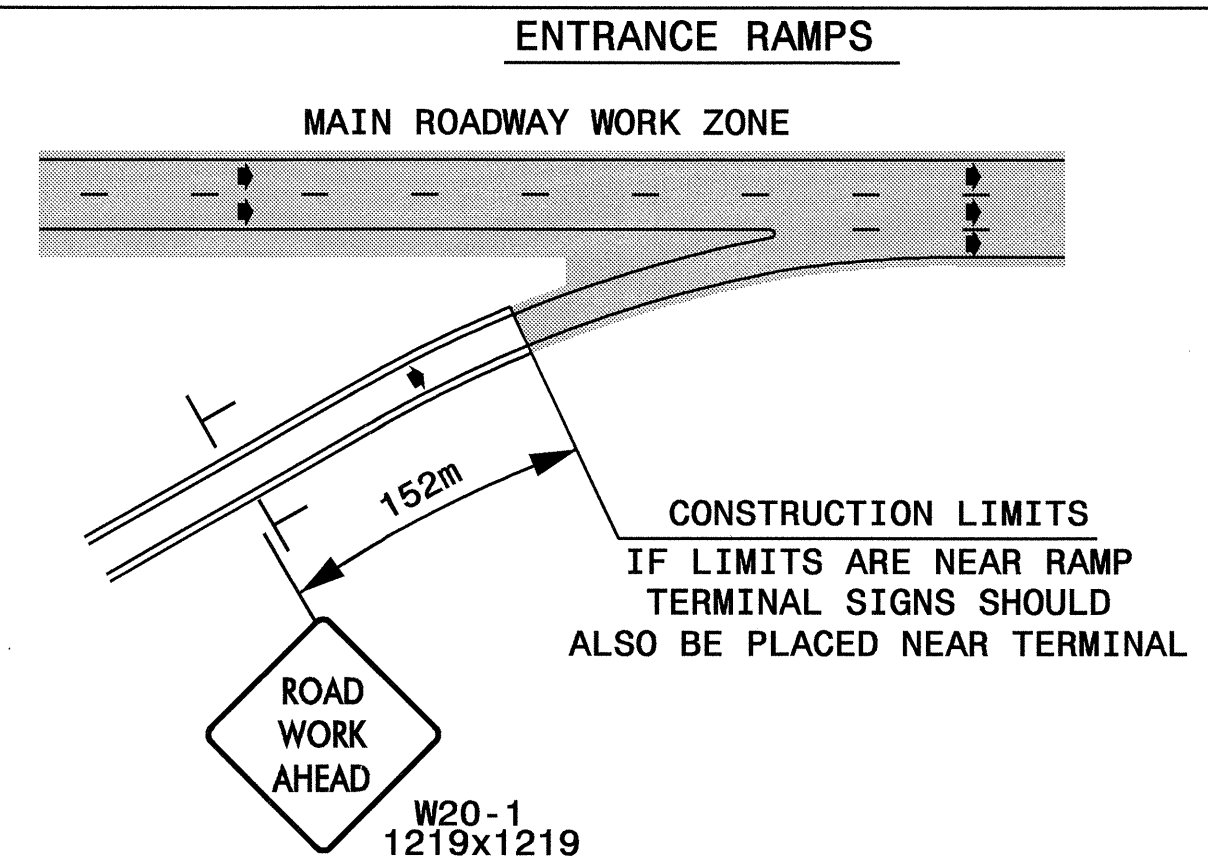 ENTRANCE RAMPS
MAIN ROADWAY WORK ZONE
152m
CONSTRUCTION LIMITS
IF LIMITS ARE NEAR RAMP
TERMINAL SIGNS SHOULD
ALSO BE PLACED NEAR TERMINAL
ROAD
WORK
AHEAD
W20-1
1219x1219